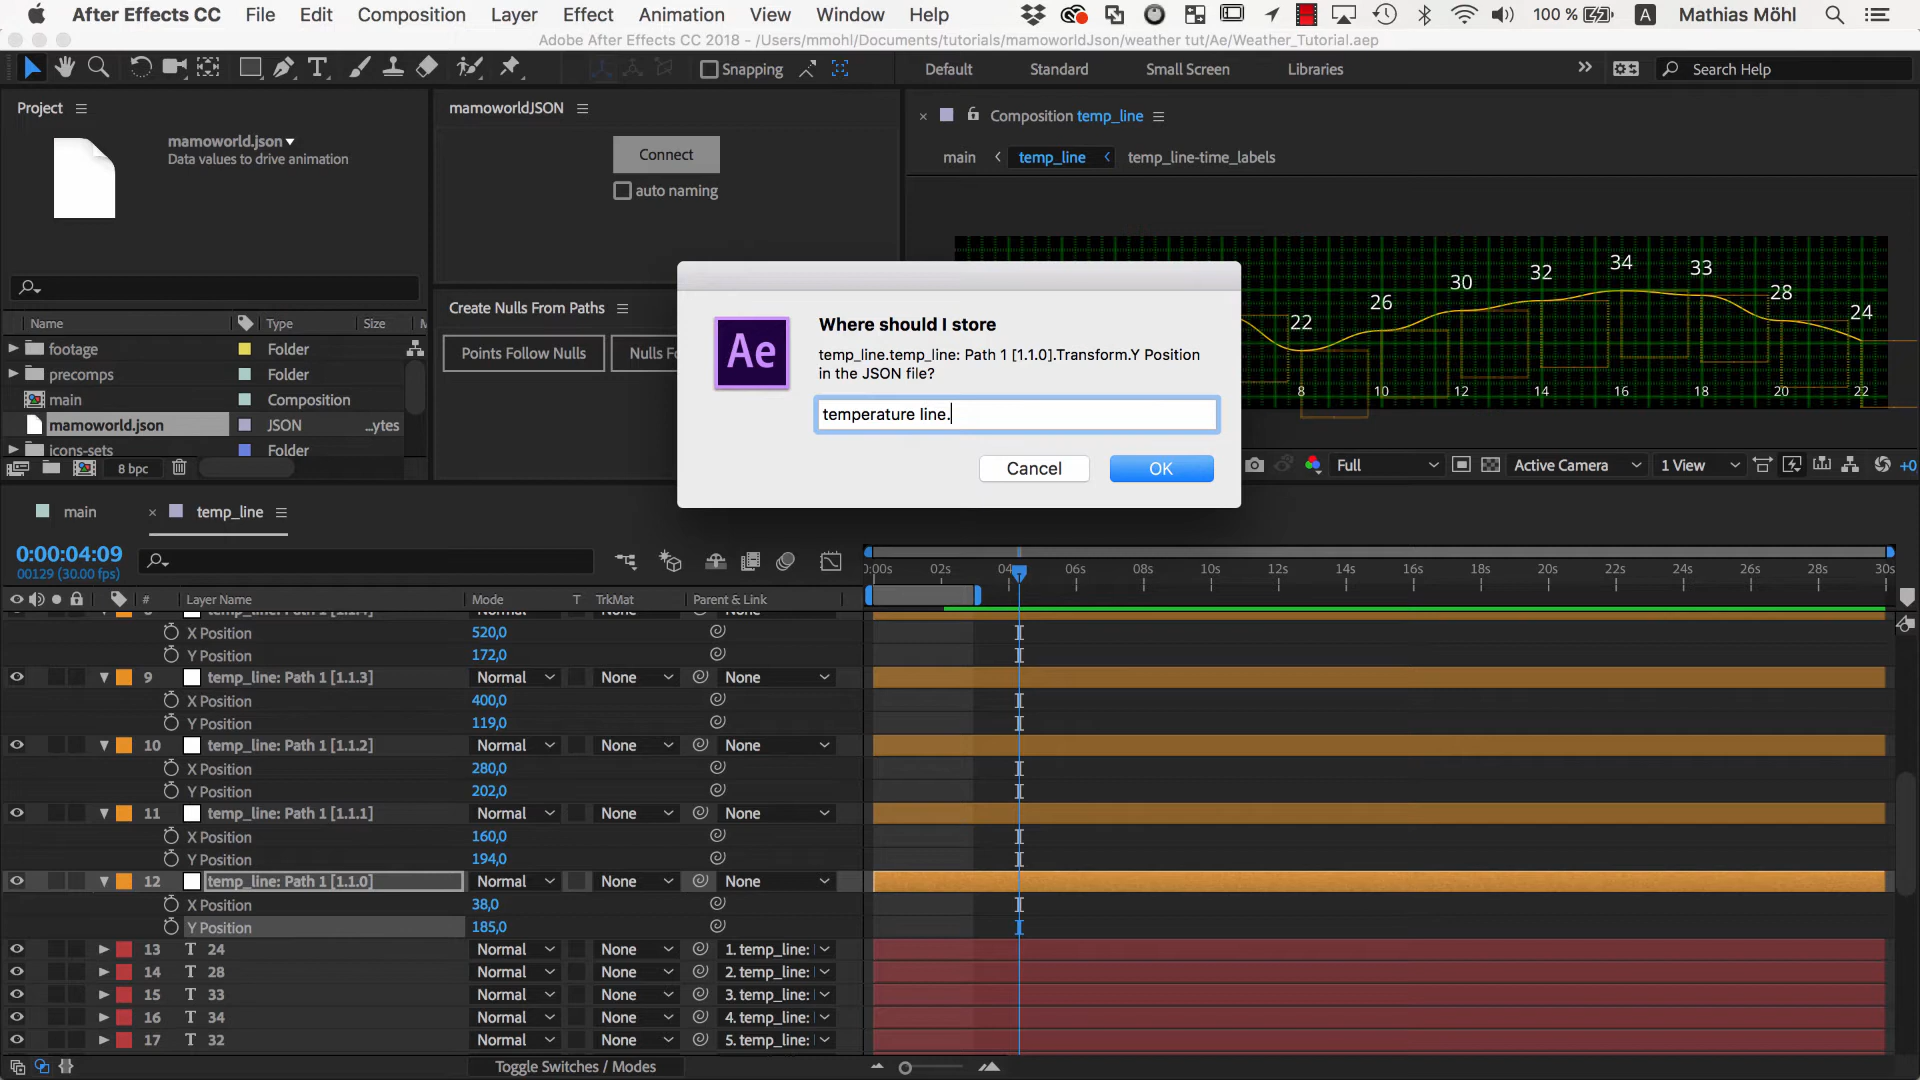 After Effects CC File Edit Composition Layer Effect Animation View Window Help 100 % A Mathias Möhl
Adobe After Effects CC 2018 - /Users/mmohl/Documents/tutorials/mamoworldJson/weather tut/Ae/Weather_Tutorial.aep
Snapping Default Standard Small Screen Libraries Search Help
Project
mamoworld.json
Data values to drive animation
Name Type Size
footage Folder
precomps Folder
main Composition
mamoworld.json JSON ...ytes
icons-sets Folder
8 bpc
mamoworldJSON
Connect
auto naming
Create Nulls From Paths
Points Follow Nulls
Composition temp_line
main temp_line temp_line-time_labels
22 26 30 32 34 33 28 24
8 10 12 14 16 18 20 22
Full Active Camera 1 View +0
Ae
Where should I store
temp_line.temp_line: Path 1 [1.1.0].Transform.Y Position
in the JSON file?
temperature line.
Cancel OK
main temp_line
0:00:04:09
00129 (30.00 fps)
02s 06s 08s 10s 12s 14s 16s 18s 20s 22s 24s 26s 28s 30s
# Layer Name Mode T TrkMat Parent & Link
X Position 520,0
Y Position 172,0
9 temp_line: Path 1 [1.1.3] Normal None None
X Position 400,0
Y Position 119,0
10 temp_line: Path 1 [1.1.2] Normal None None
X Position 280,0
Y Position 202,0
11 temp_line: Path 1 [1.1.1] Normal None None
X Position 160,0
Y Position 194,0
12 temp_line: Path 1 [1.1.0] Normal None None
X Position 38,0
Y Position 185,0
13 T 24 Normal None 1. temp_line:
14 T 28 Normal None 2. temp_line:
15 T 33 Normal None 3. temp_line:
16 T 34 Normal None 4. temp_line:
17 T 32 Normal None 5. temp_line:
Toggle Switches / Modes